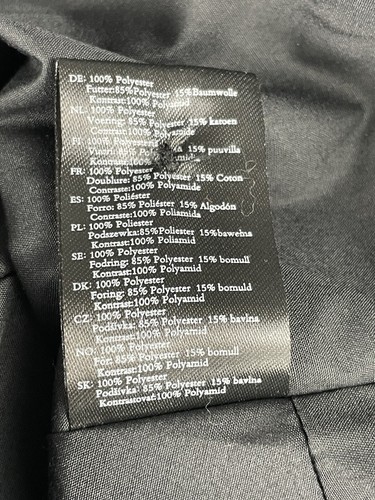 DE: 100% Polyester
Futter:85%Polyester 15%Baumwolle
Kontrast:100% Polyamid
NL: 100% Polyester
Voering: 85% Polyester 15% katoen
Contrast: 100% Polyamide
FI: 100%
Vuori: 85% 15% puuvilla
100%
FR: 100% Polyester
Doublure: 85% Polyester 15% Coton
Contraste:100% Polyamide
ES: 100% Poliéster
Forro: 85% Poliéster 15% Algodón
Contraste:100% Poliamida
PL: 100% Poliester
Podszewka:85%Poliester 15%bawełna
Kontrast:100% Poliamid
SE: 100% Polyester
Fodring: 85% Polyester 15% bomull
Kontrast:100% Polyamid
DK: 100% Polyester
Foring: 85% Polyester 15% bomuld
Kontrast:100% Polyamid
CZ: 100% Polyester
Podšívka: 85% Polyester 15% bavlna
Kontrast:100% Polyamid
NO: 100% Polyester
Fôr: 85% Polyester 15% bomull
Kontrast:100% Polyamid
SK: 100% Polyester
Podšívka: 85% Polyester 15% bavlna
Kontrastovať:100% Polyamid